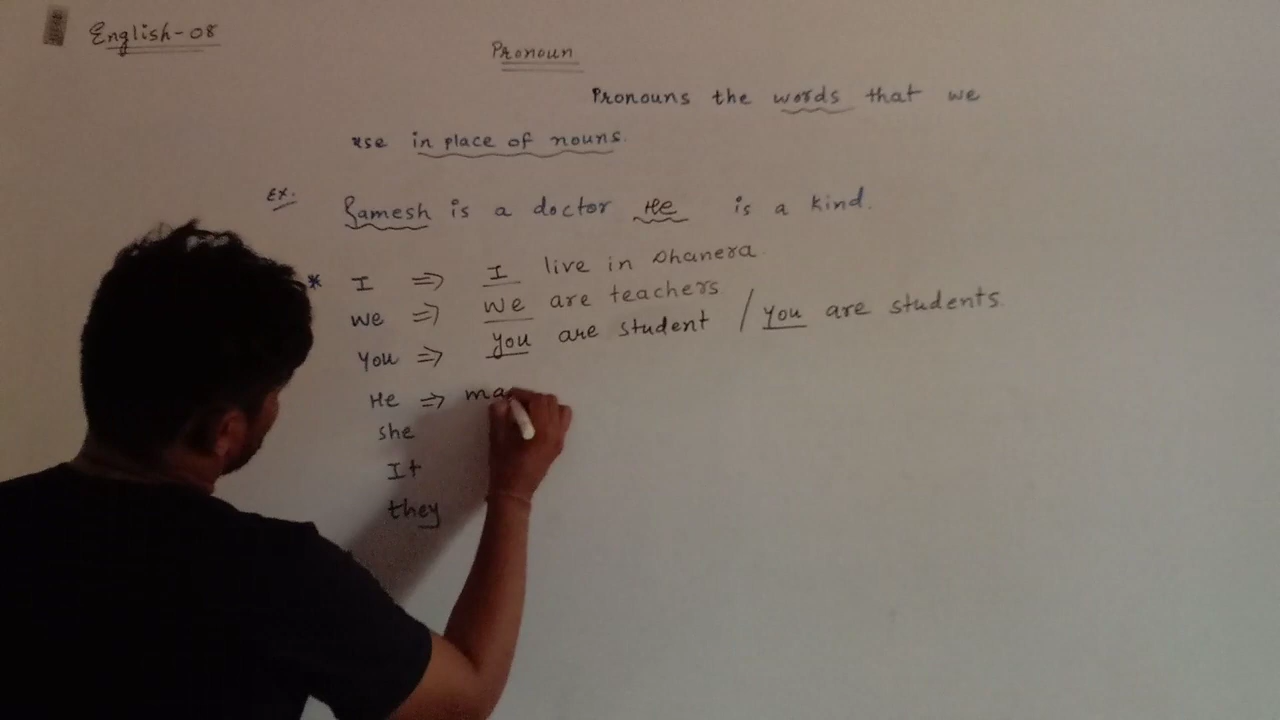 English-08
Pronoun
Pronouns the words that we
use in place of nouns.
Ex.
Ramesh is a doctor He is a kind.
* I ⇒ I live in Dhanera
We ⇒ We are teachers
You ⇒ you are student / you are students.
He ⇒ ma
she
It
they